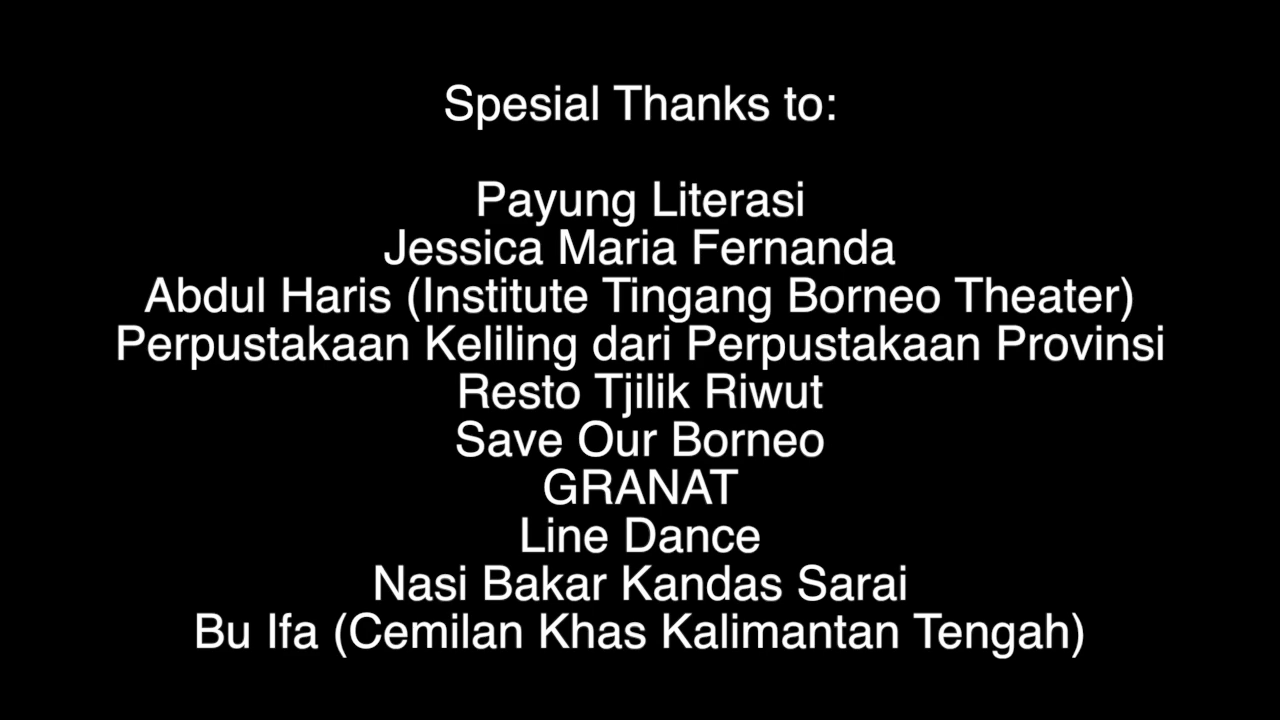 Spesial Thanks to:
Payung Literasi
Jessica Maria Fernanda
Abdul Haris (Institute Tingang Borneo Theater)
Perpustakaan Keliling dari Perpustakaan Provinsi
Resto Tjilik Riwut
Save Our Borneo
GRANAT
Line Dance
Nasi Bakar Kandas Sarai
Bu Ifa (Cemilan Khas Kalimantan Tengah)